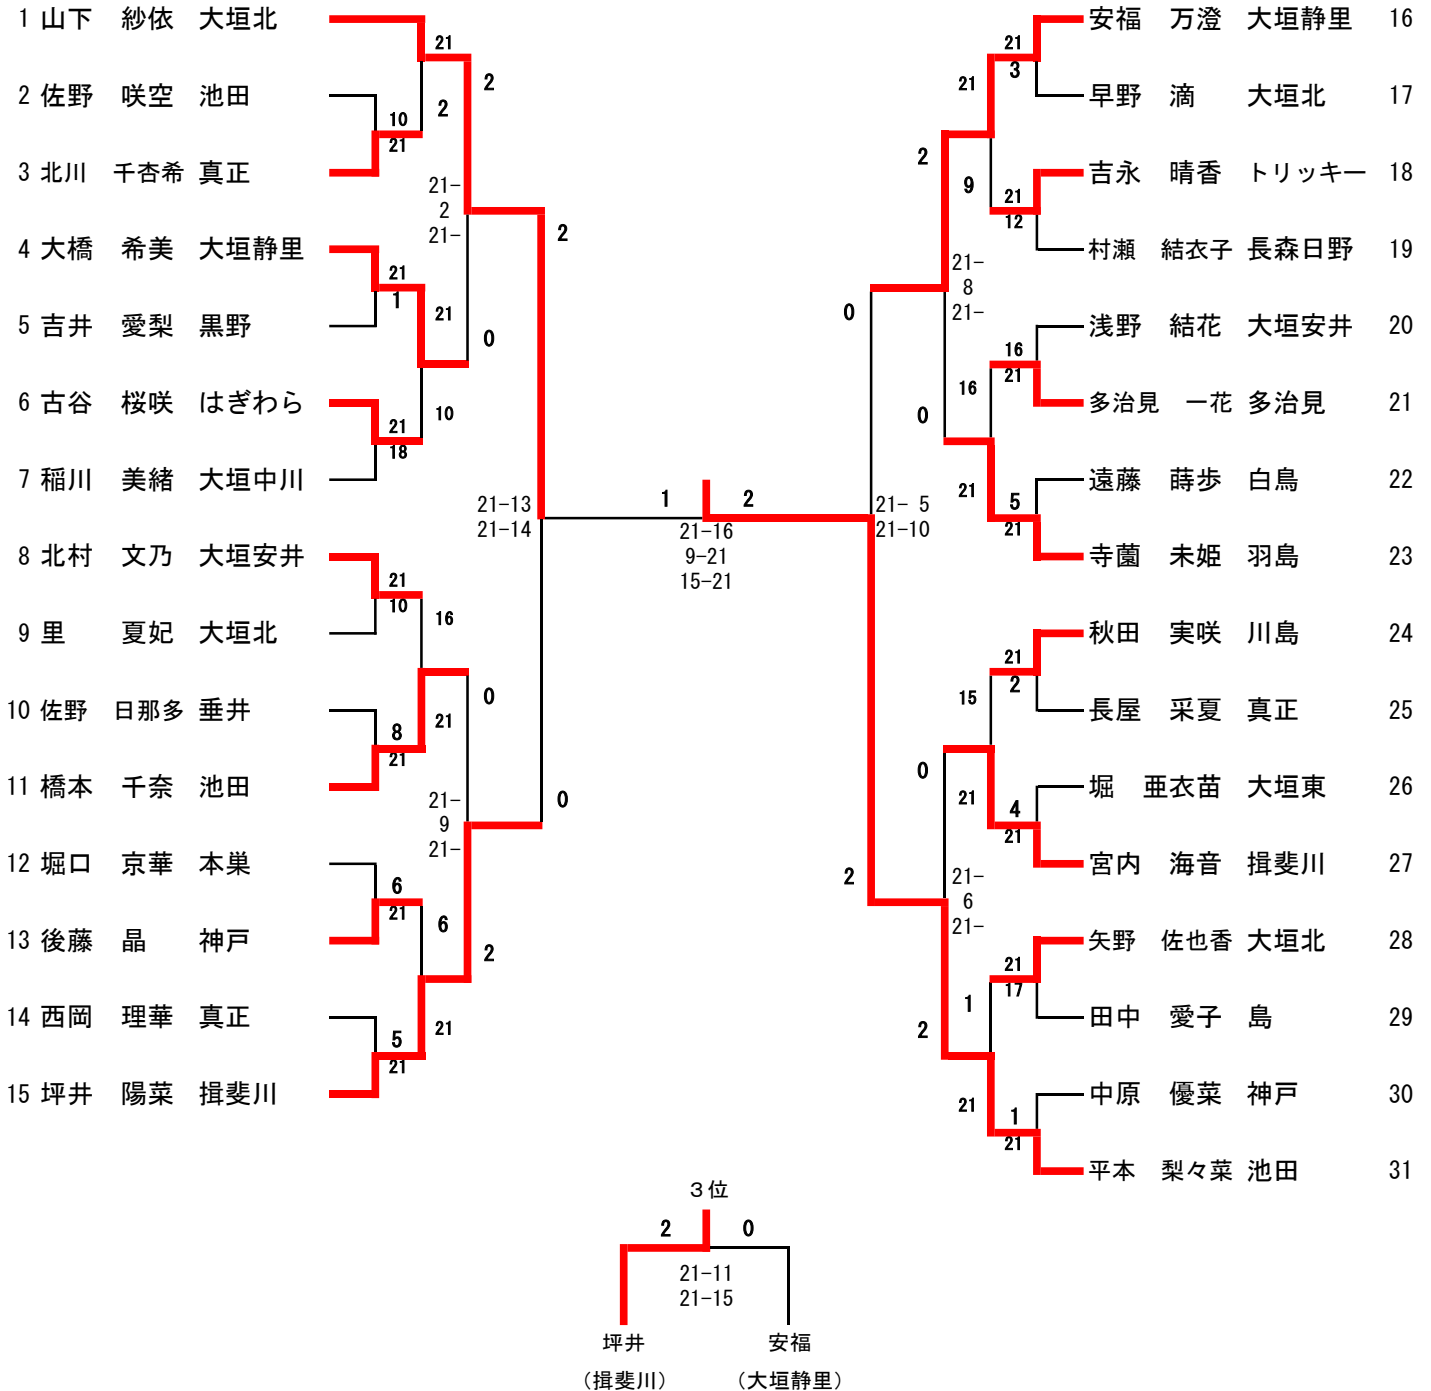 1 山下　紗依 大垣北
2 佐野　咲空 池田
3 北川　千杏希 真正
4 大橋　希美 大垣静里
5 吉井　愛梨 黒野
6 古谷　桜咲 はぎわら
7 稲川　美緒 大垣中川
8 北村　文乃 大垣安井
9 里　　夏妃 大垣北
10 佐野　日那多 垂井
11 橋本　千奈 池田
12 堀口　京華 本巣
13 後藤　晶 神戸
14 西岡　理華 真正
15 坪井　陽菜 揖斐川
21
2
10
21
21
1
21
10
21
18
21
10
16
21
8
21
6
21
6
21
5
21
2
21-
2
21-
0
0
21-
9
21-
2
2
21-13
21-14
0
1
2
21-16
9-21
15-21
0
21- 5
21-10
2
2
21-
8
21-
0
0
21-
6
21-
2
21
9
16
21
15
21
1
21
21
3
21
12
16
21
5
21
21
2
4
21
21
17
1
21
安福　万澄 大垣静里 16
早野　滴 大垣北 17
吉永　晴香 トリッキー 18
村瀬　結衣子 長森日野 19
浅野　結花 大垣安井 20
多治見　一花 多治見 21
遠藤　蒔歩 白鳥 22
寺薗　未姫 羽島 23
秋田　実咲 川島 24
長屋　采夏 真正 25
堀　亜衣苗 大垣東 26
宮内　海音 揖斐川 27
矢野　佐也香 大垣北 28
田中　愛子 島 29
中原　優菜 神戸 30
平本　梨々菜 池田 31
３位
2 0
21-11
21-15
坪井 安福
（揖斐川） （大垣静里）